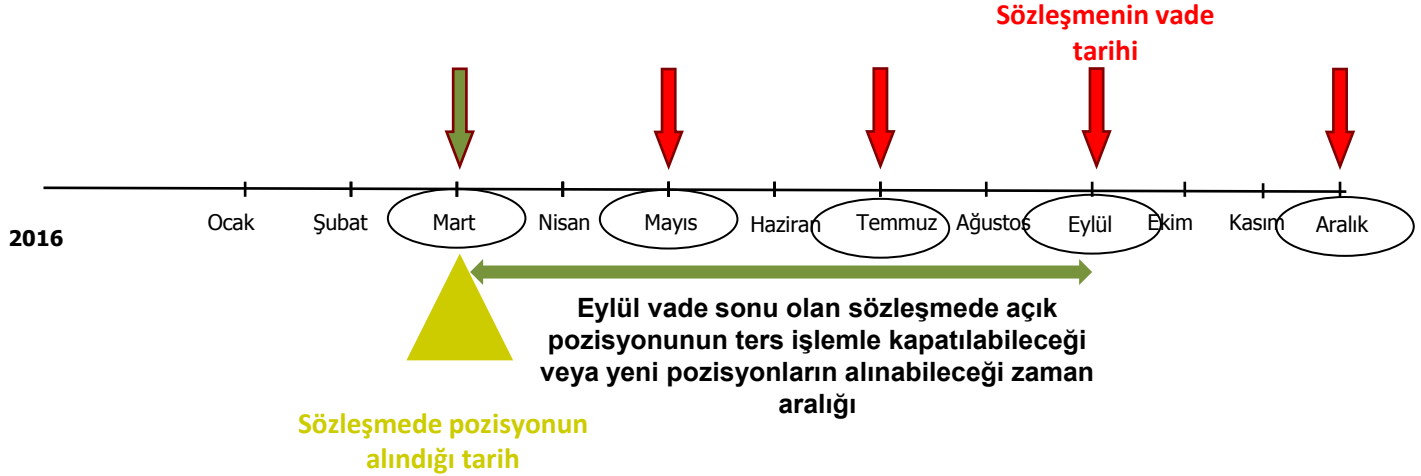 Sözleşmenin vade
tarihi
Ocak Şubat Mart Nisan Mayıs Haziran Temmuz Ağustos Eylül Ekim Kasım Aralık
2016
Eylül vade sonu olan sözleşmede açık
pozisyonunun ters işlemle kapatılabileceği
veya yeni pozisyonların alınabileceği zaman
aralığı
Sözleşmede pozisyonun
alındığı tarih